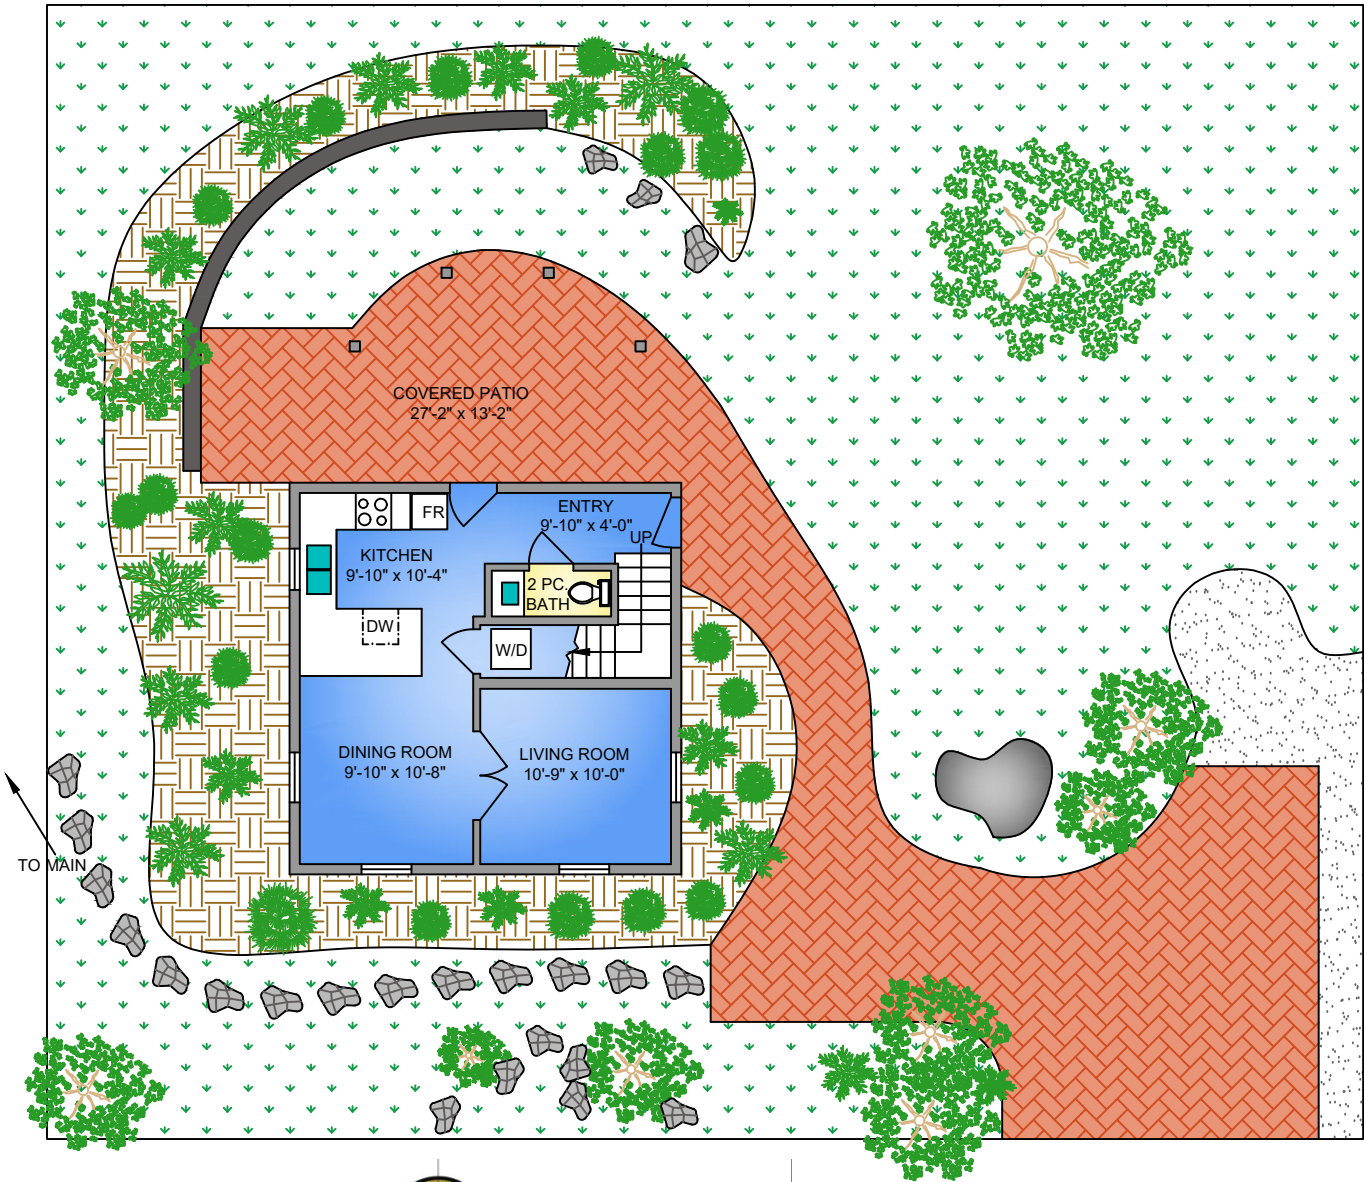 COVERED PATIO
27'-2" x 13'-2"
FR
ENTRY
9'-10" x 4'-0"
UP
KITCHEN
9'-10" x 10'-4"
2 PC.
BATH
DW
W/D
DINING ROOM
9'-10" x 10'-8"
LIVING ROOM
10'-9" x 10'-0"
TO MAIN